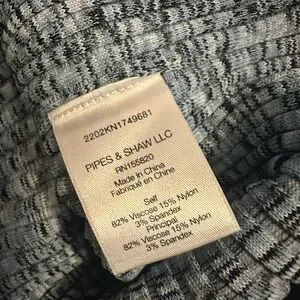 2202KN1749681
PIPES & SHAW LLC
RN155820
Made in China
Fabriqué en Chine
Self
82% Viscose 15% Nylon
3% Spandex
Principal
82% Viscose 15% Nylon
3% Spandex